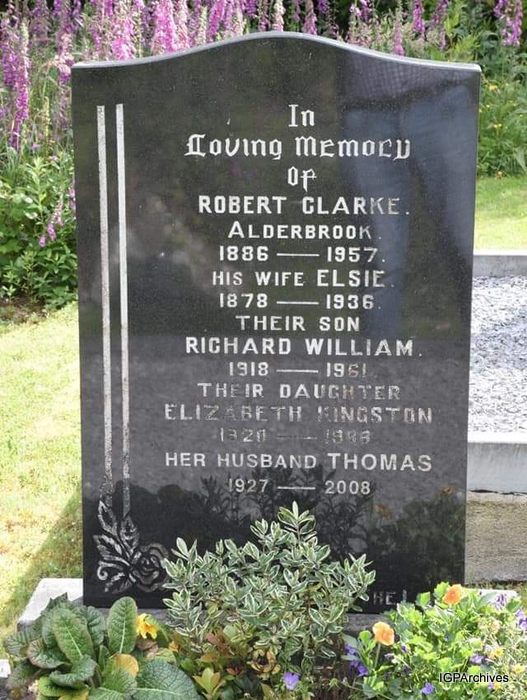 In
Loving Memory
Of
ROBERT CLARKE.
ALDERBROOK.
1886 — 1957.
HIS WIFE ELSIE.
1878 — 1936.
THEIR SON
RICHARD WILLIAM.
1918 — 1961.
THEIR DAUGHTER
ELIZABETH KINGSTON
1920 —
HER HUSBAND THOMAS
1927 — 2008
IGPArchives